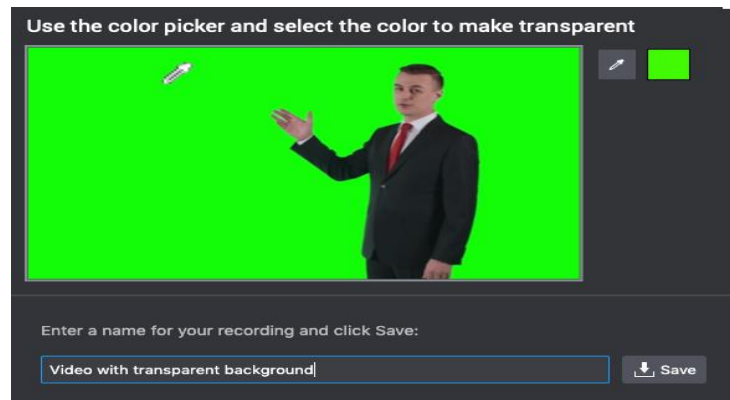 Use the color picker and select the color to make transparent
Enter a name for your recording and click Save:
Video with transparent background
Save